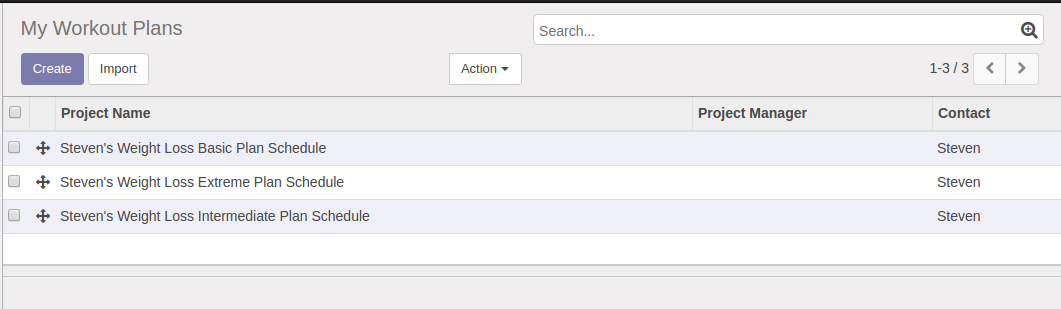 My Workout Plans
Search...
Create Import Action 1-3 / 3
Project Name Project Manager Contact
Steven's Weight Loss Basic Plan Schedule Steven
Steven's Weight Loss Extreme Plan Schedule Steven
Steven's Weight Loss Intermediate Plan Schedule Steven